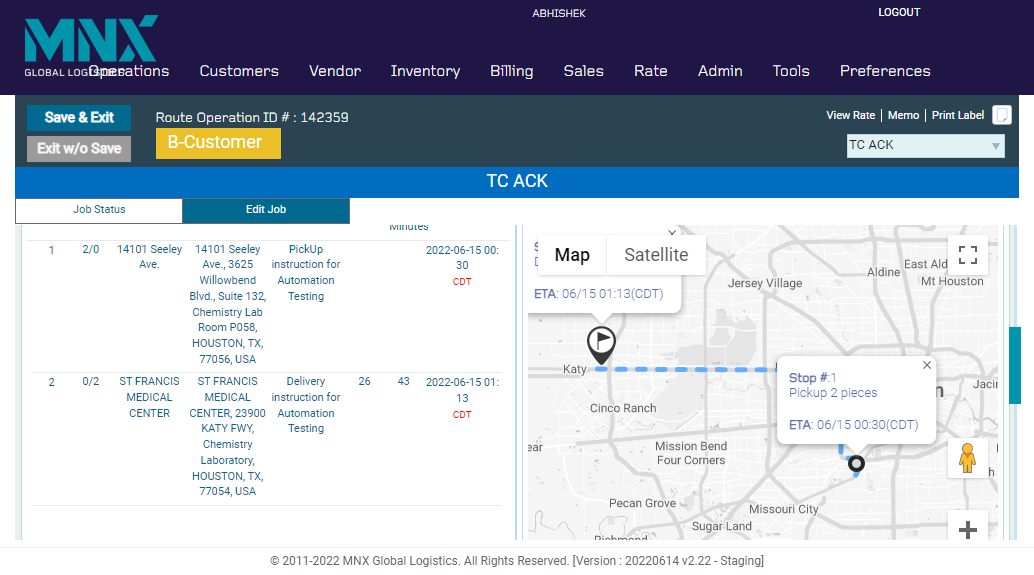 ABHISHEK
LOGOUT
MNX
GLOBAL LOGISTICS
Operations Customers Vendor Inventory Billing Sales Rate Admin Tools Preferences
Save & Exit
Exit w/o Save
Route Operation ID # : 142359
B-Customer
View Rate | Memo | Print Label
TC ACK
TC ACK
Job Status
Edit Job
Minutes
1 2/0 14101 Seeley 14101 Seeley PickUp 2022-06-15 00:
Ave. Ave., 3625 instruction for 30
Willowbend Automation CDT
Blvd., Suite 132, Testing
Chemistry Lab
Room P058,
HOUSTON, TX,
77056, USA
2 0/2 ST FRANCIS ST FRANCIS Delivery 26 43 2022-06-15 01:
MEDICAL MEDICAL instruction for 13
CENTER CENTER, 23900 Automation CDT
KATY FWY, Testing
Chemistry
Laboratory,
HOUSTON, TX,
77054, USA
Map
Satellite
ETA: 06/15 01:13(CDT)
Jersey Village
Aldine
East Ald
Mt Houston
Katy
Stop #:1
Pickup 2 pieces
ETA: 06/15 00:30(CDT)
Jacin
n
Cinco Ranch
ear
Mission Bend
Four Corners
h
Pecan Grove
Missouri City
Sugar Land
Richmond
© 2011-2022 MNX Global Logistics. All Rights Reserved. [Version : 20220614 v2.22 - Staging]